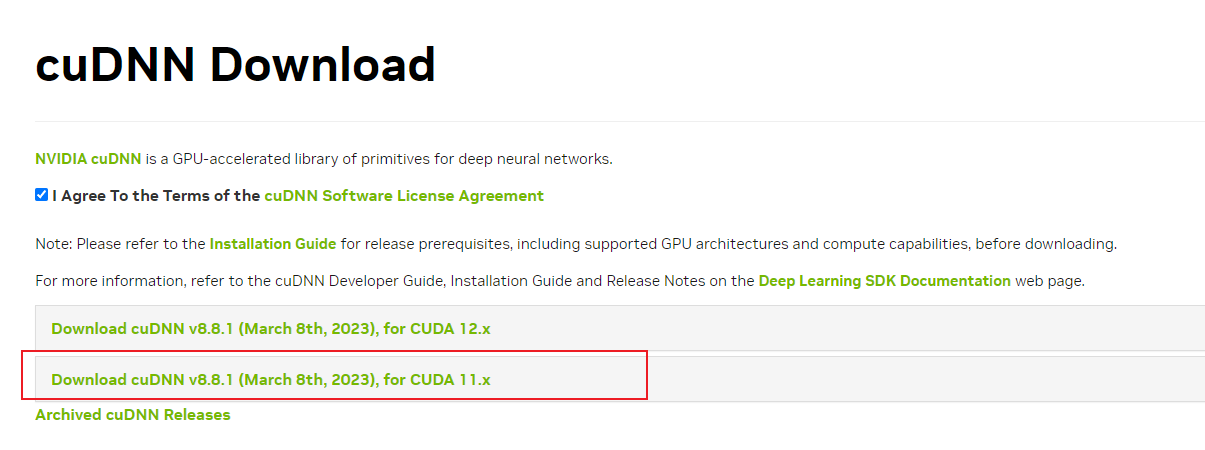 cuDNN Download
NVIDIA cuDNN is a GPU-accelerated library of primitives for deep neural networks.
I Agree To the Terms of the cuDNN Software License Agreement
Note: Please refer to the Installation Guide for release prerequisites, including supported GPU architectures and compute capabilities, before downloading.
For more information, refer to the cuDNN Developer Guide, Installation Guide and Release Notes on the Deep Learning SDK Documentation web page.
Download cuDNN v8.8.1 (March 8th, 2023), for CUDA 12.x
Download cuDNN v8.8.1 (March 8th, 2023), for CUDA 11.x
Archived cuDNN Releases